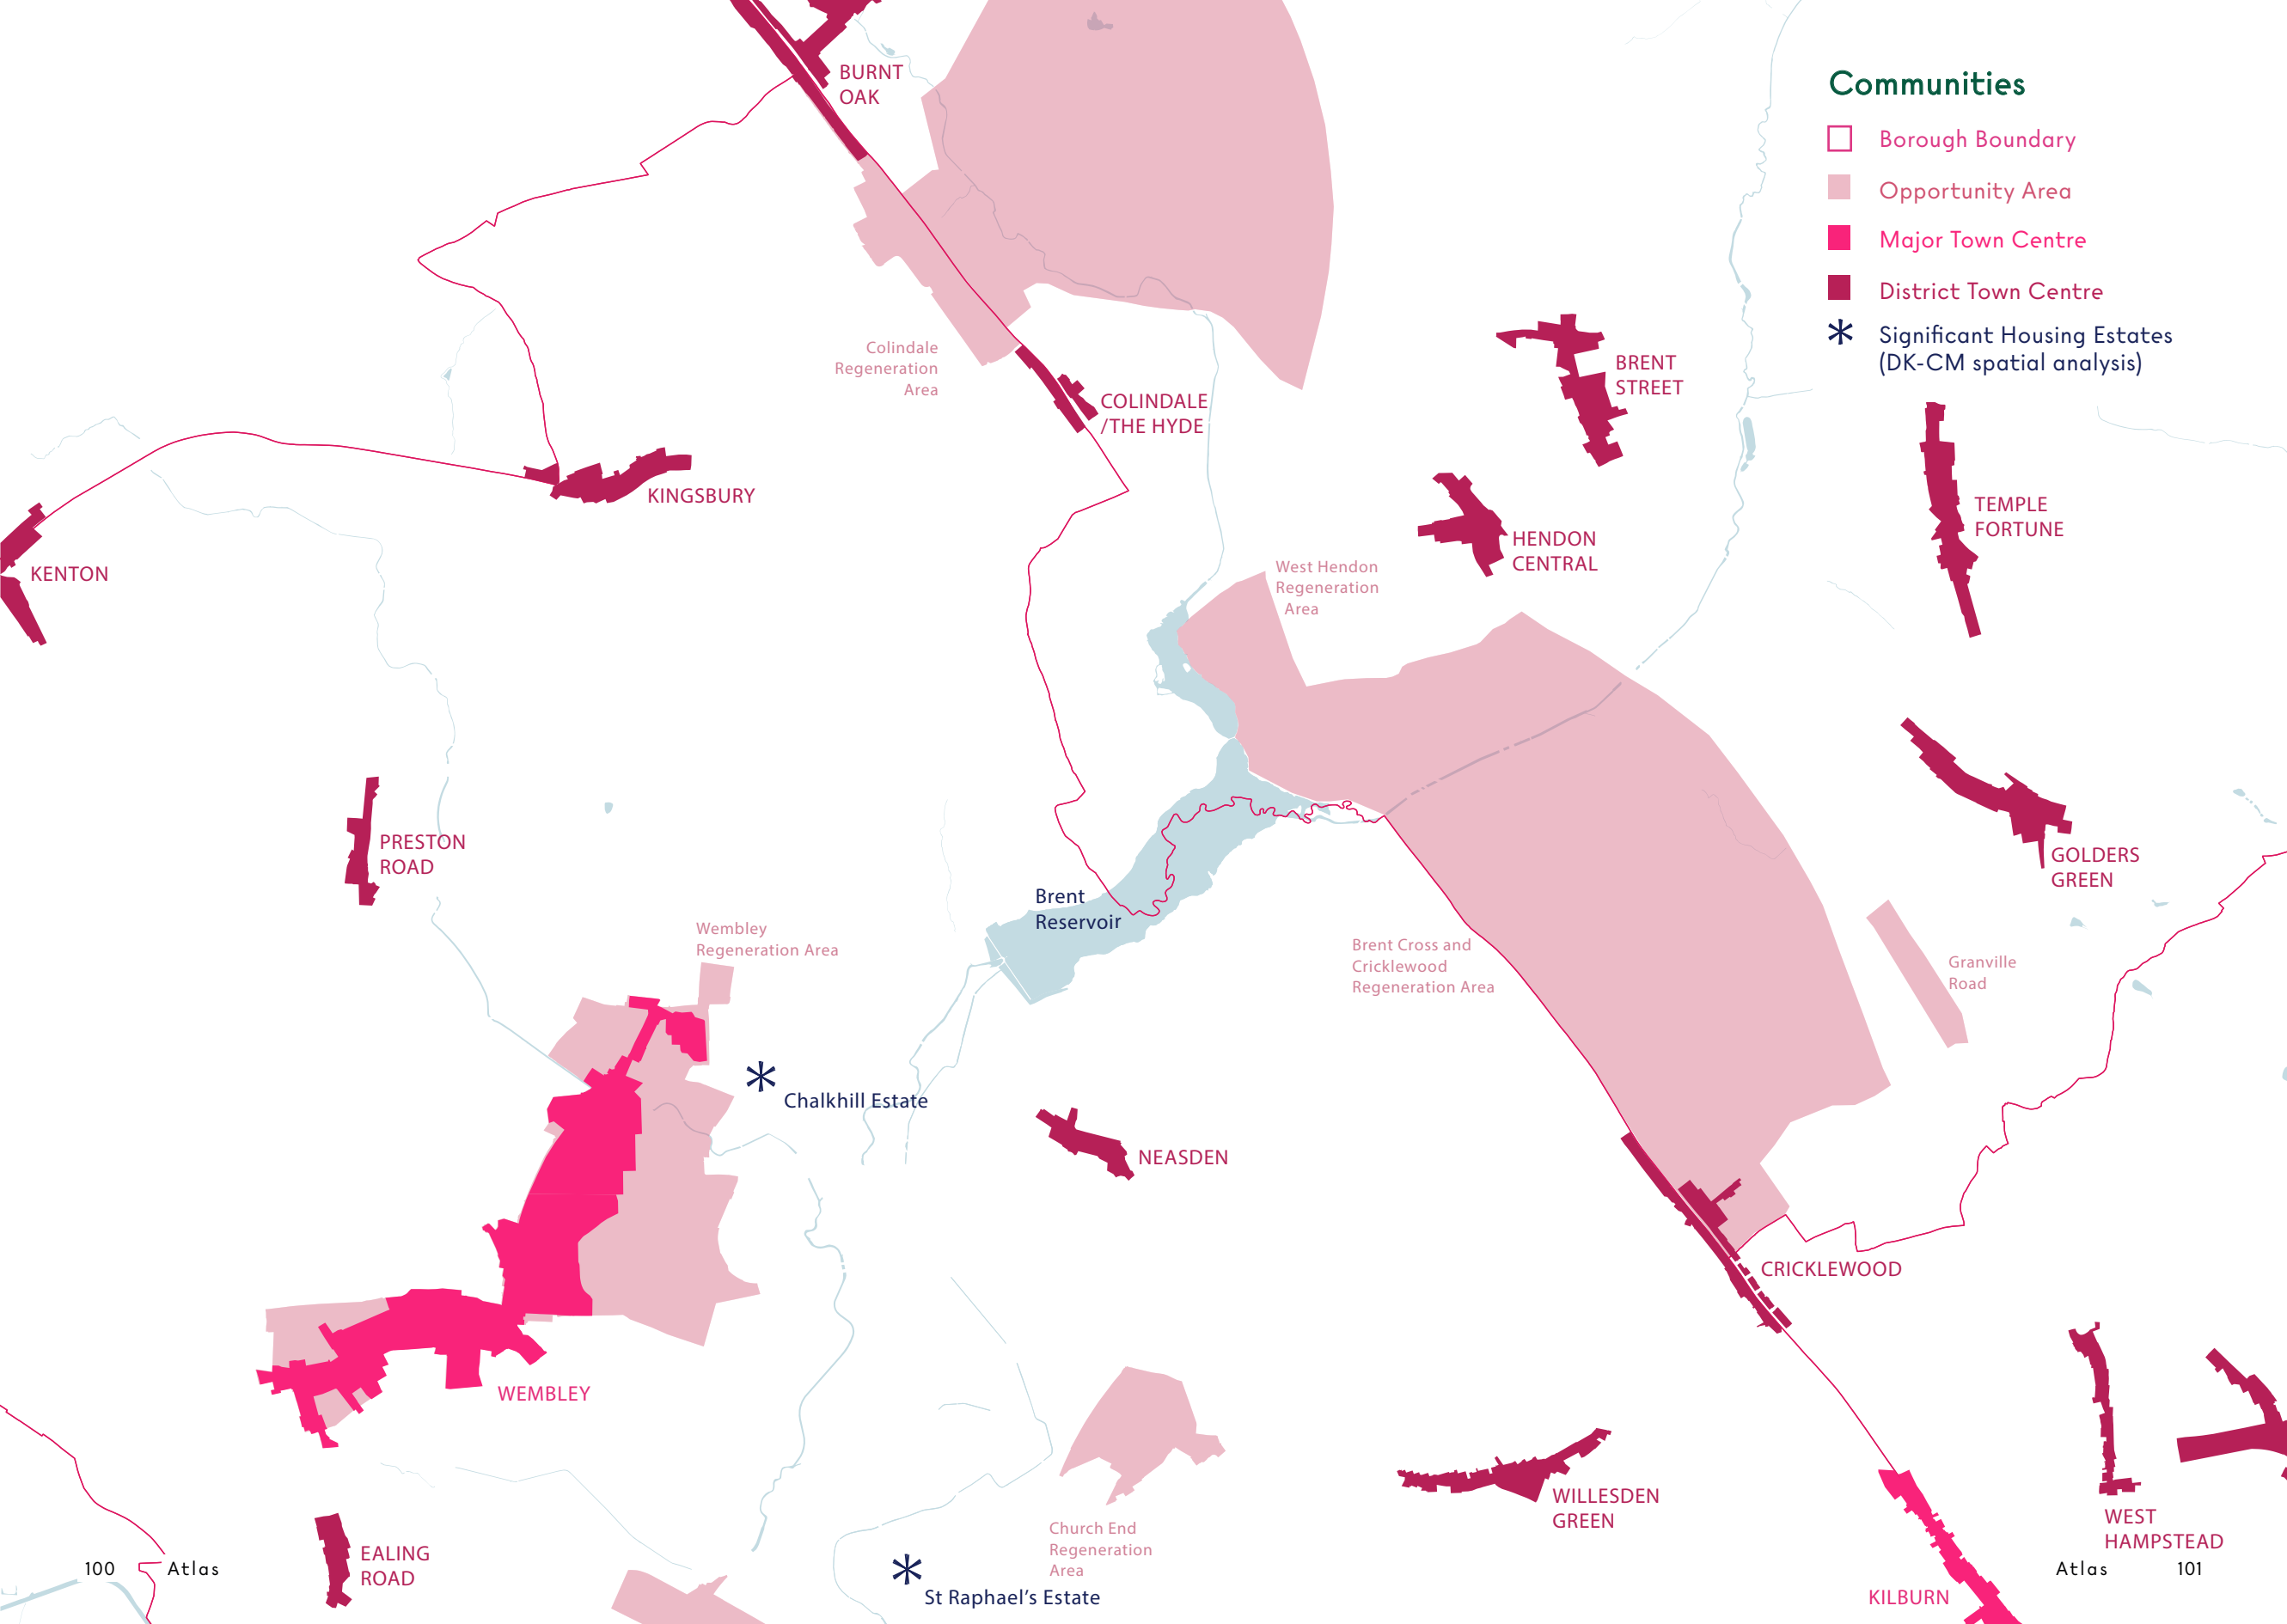 Communities
Borough Boundary
Opportunity Area
Major Town Centre
District Town Centre
Significant Housing Estates
(DK-CM spatial analysis)
BURNT
OAK
Colindale
Regeneration
Area
COLINDALE
/THE HYDE
BRENT
STREET
KINGSBURY
TEMPLE
FORTUNE
HENDON
CENTRAL
KENTON
West Hendon
Regeneration
Area
PRESTON
ROAD
GOLDERS
GREEN
Brent
Reservoir
Wembley
Regeneration Area
Brent Cross and
Cricklewood
Regeneration Area
Granville
Road
Chalkhill Estate
NEASDEN
CRICKLEWOOD
WEMBLEY
WILLESDEN
GREEN
WEST
HAMPSTEAD
Church End
Regeneration
Area
EALING
ROAD
St Raphael's Estate
KILBURN
100 Atlas
Atlas 101